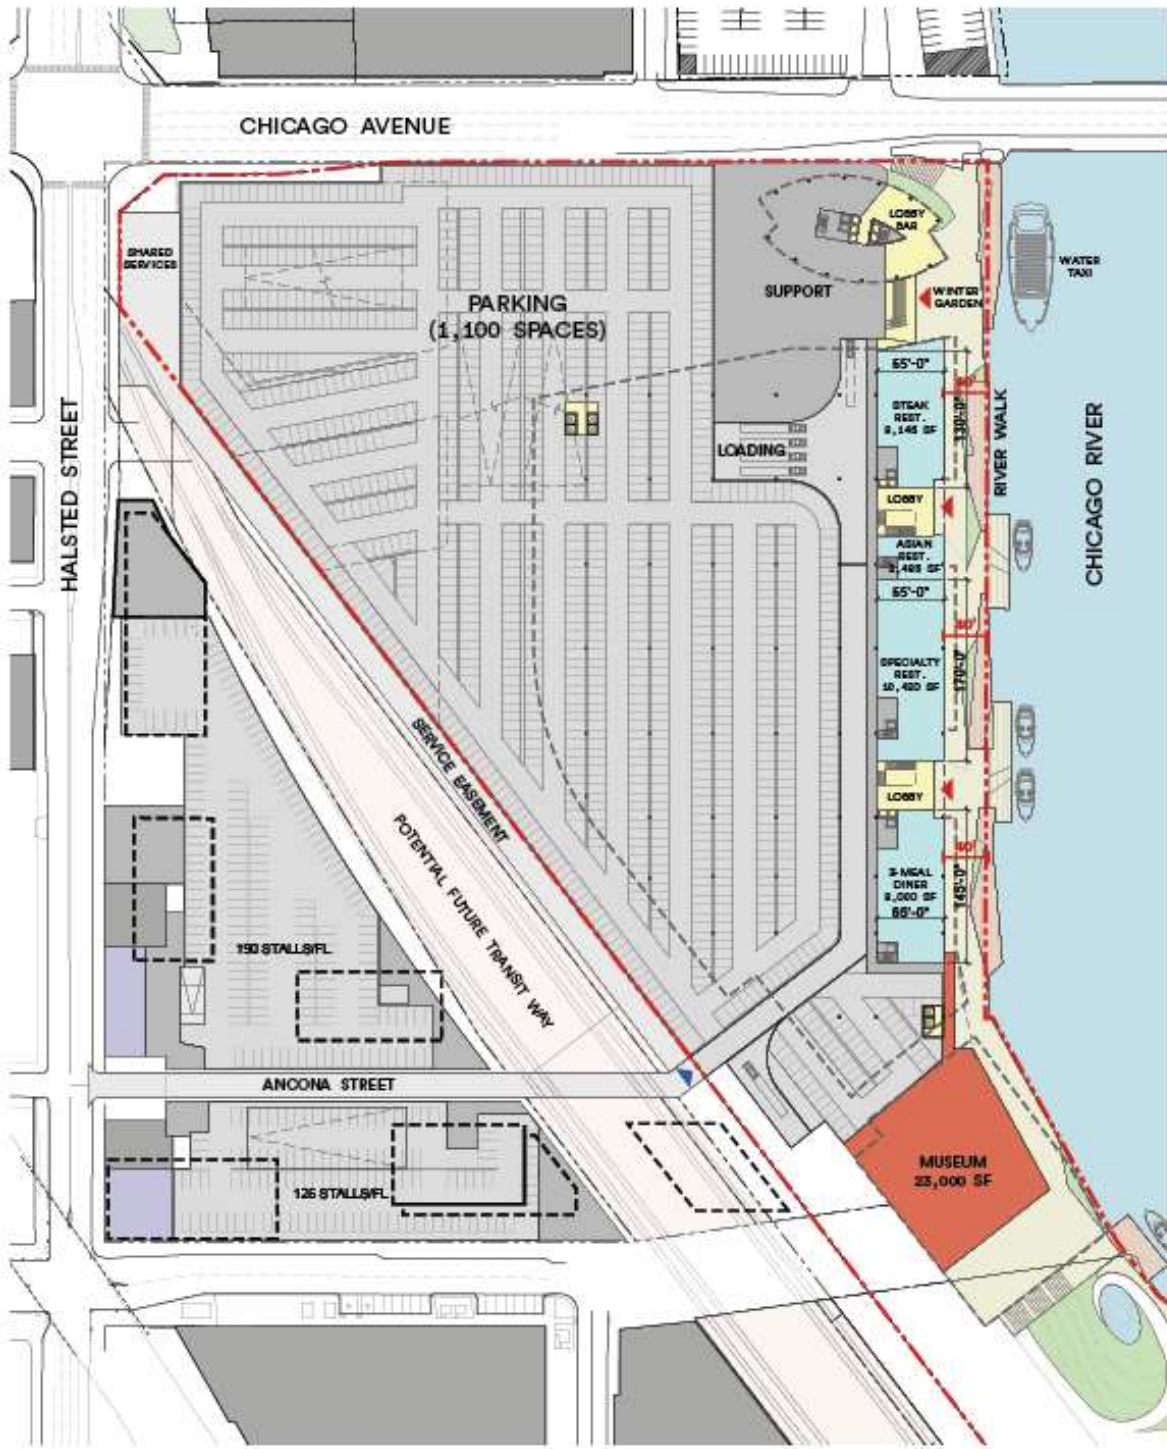 CHICAGO AVENUE
LOBBY
BAR
SHARED
SERVICES
WATER
TAXI
PARKING
(1,100 SPACES)
SUPPORT
WINTER
GARDEN
65'-0"
40'
STEAK
REST.
130'-0"
RIVER WALK
HALSTED STREET
CHICAGO RIVER
LOADING
LOBBY
ASIAN
REST.
65'-0"
40'
SPECIALTY
REST.
170'-0"
SERVICE EASEMENT
LOBBY
POTENTIAL FUTURE TRANSIT WAY
40'
3-MEAL
DINER
145'-0"
190 STALLS/FL
ANCONA STREET
MUSEUM
23,000 SF
126 STALLS/FL